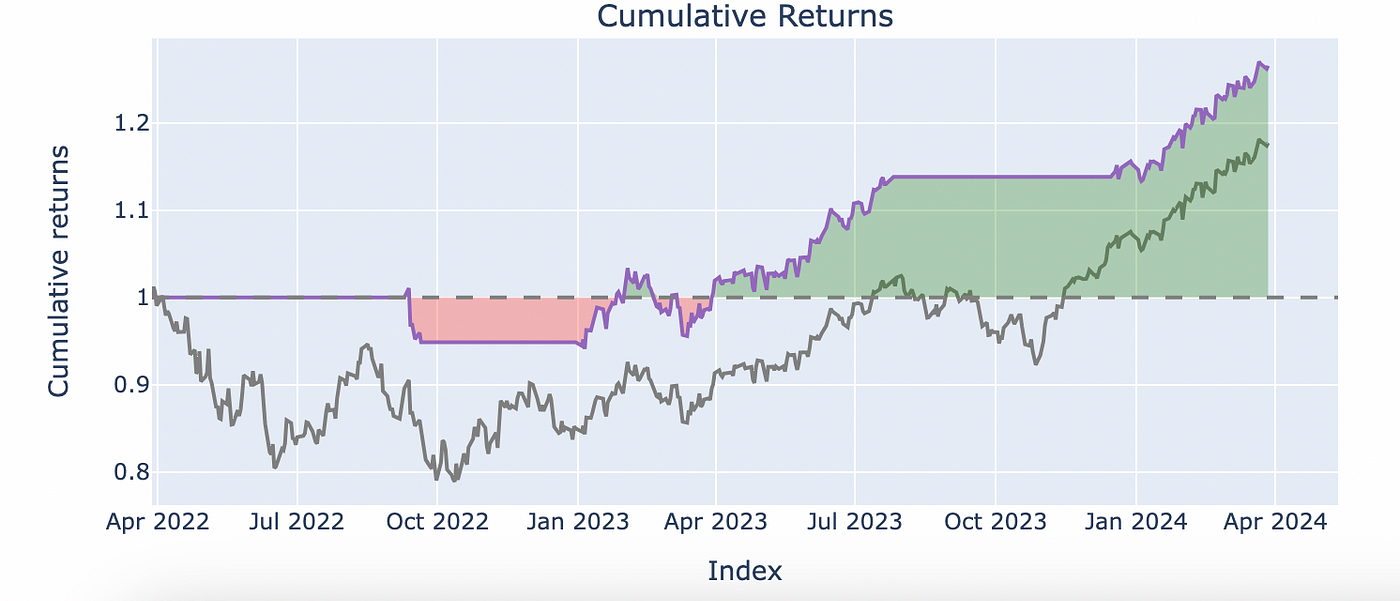 Cumulative Returns
Cumulative returns
1.2
1.1
1
0.9
0.8
Apr 2022 Jul 2022 Oct 2022 Jan 2023 Apr 2023 Jul 2023 Oct 2023 Jan 2024 Apr 2024
Index